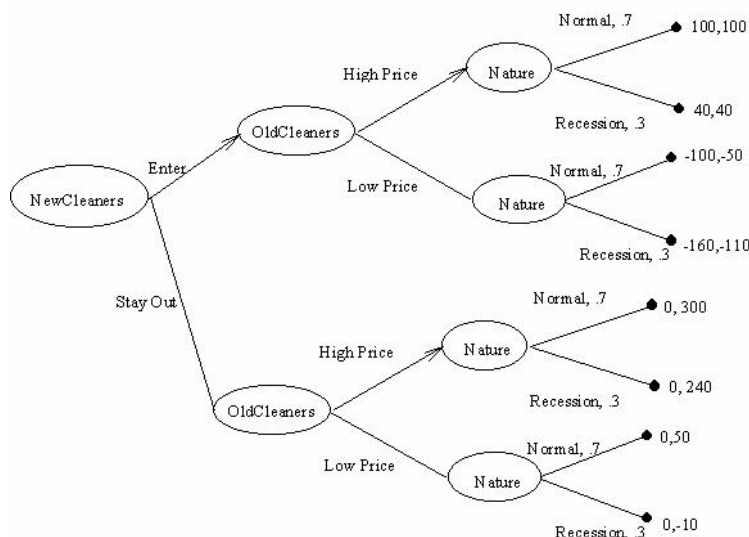 Normal, .7
100,100
High Price
Nature
Recession, .3
40,40
OldCleaners
Enter
Normal, .7
-100,-50
Low Price
NewCleaners
Nature
Recession, .3
-160,-110
Stay Out
Normal, .7
0,300
High Price
Nature
Recession, .3
0,240
OldCleaners
Normal, .7
0,50
Low Price
Nature
Recession, .3
0,-10